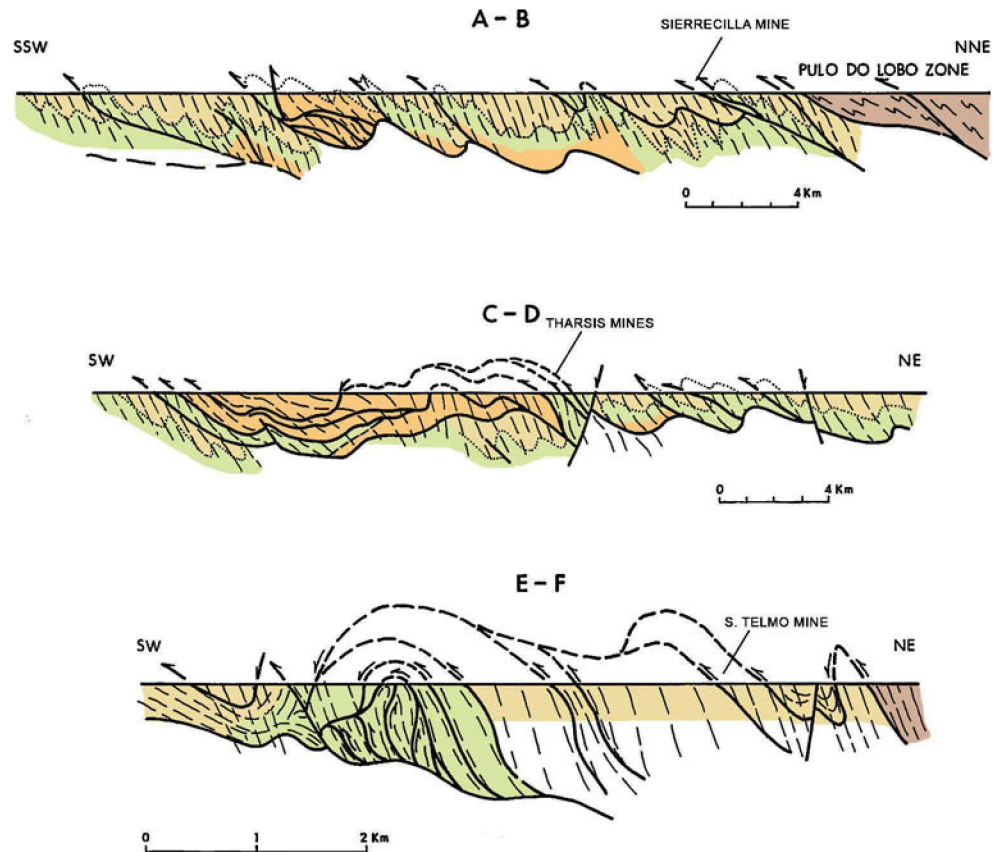 A - B
SIERRECILLA MINE
SSW
NNE
PULO DO LOBO ZONE
0 4 Km
C - D
THARSIS MINES
SW
NE
0 4 Km
E - F
S. TELMO MINE
SW
NE
0 1 2 Km